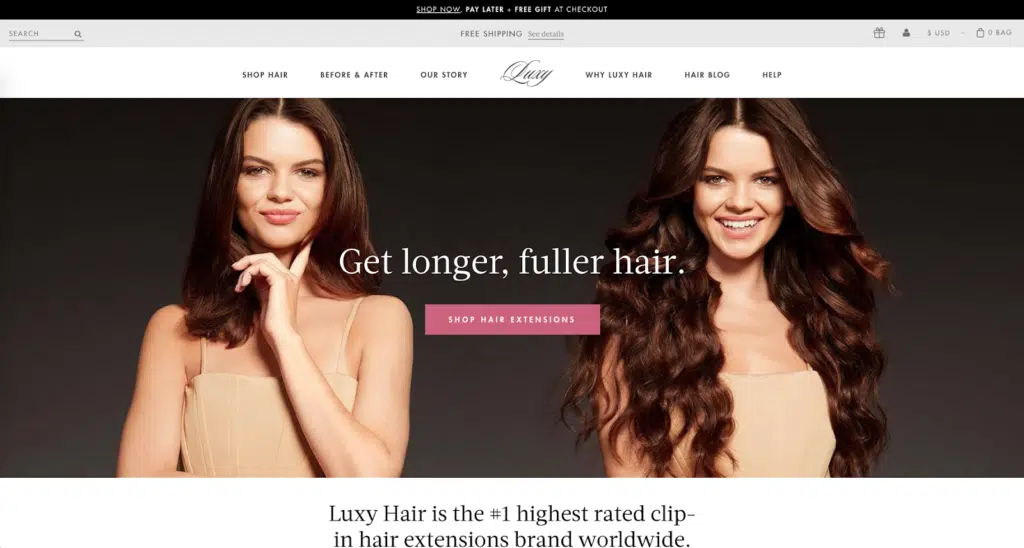 SHOP NOW, PAY LATER + FREE GIFT AT CHECKOUT
SEARCH
FREE SHIPPING See details
$ USD
0 BAG
SHOP HAIR
BEFORE & AFTER
OUR STORY
Luxy
WHY LUXY HAIR
HAIR BLOG
HELP
Get longer, fuller hair.
SHOP HAIR EXTENSIONS
Luxy Hair is the #1 highest rated clip-
in hair extensions brand worldwide.